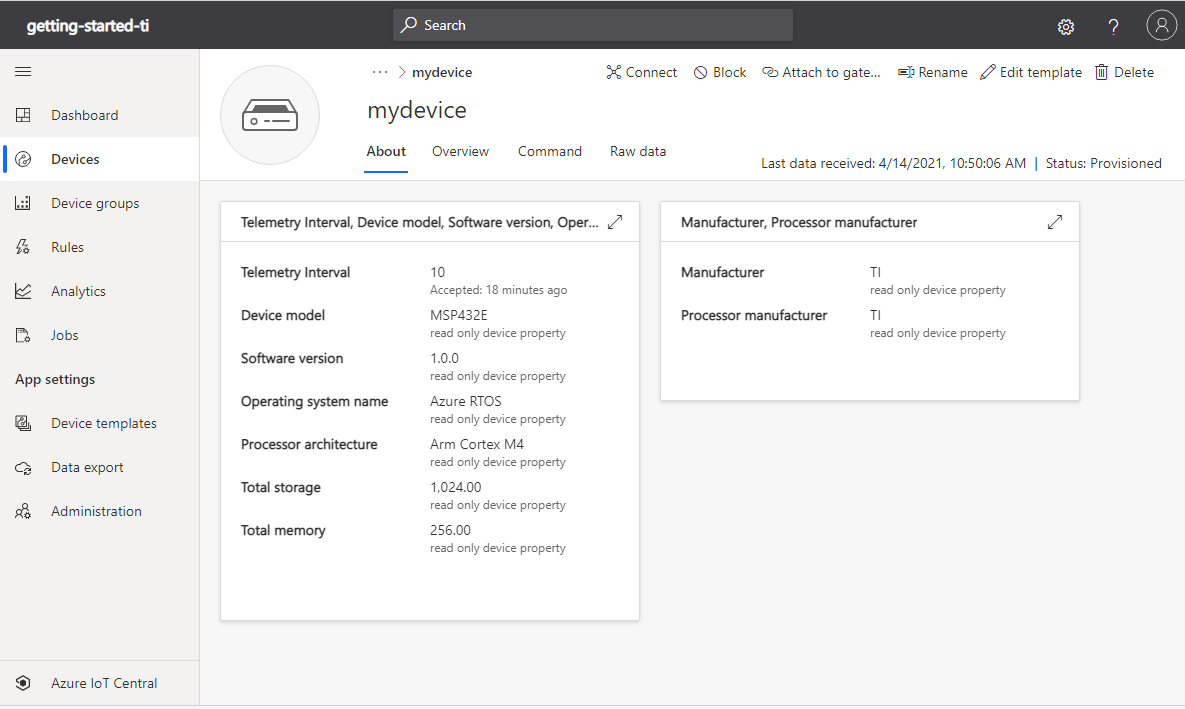 getting-started-ti
Search
?
Dashboard
Devices
Device groups
Rules
Analytics
Jobs
App settings
Device templates
Data export
Administration
Azure IoT Central
··· > mydevice
Connect Block Attach to gate... Rename Edit template Delete
mydevice
About Overview Command Raw data
Last data received: 4/14/2021, 10:50:06 AM | Status: Provisioned
Telemetry Interval, Device model, Software version, Oper...
Telemetry Interval 10
Accepted: 18 minutes ago
Device model MSP432E
read only device property
Software version 1.0.0
read only device property
Operating system name Azure RTOS
read only device property
Processor architecture Arm Cortex M4
read only device property
Total storage 1,024.00
read only device property
Total memory 256.00
read only device property
Manufacturer, Processor manufacturer
Manufacturer TI
read only device property
Processor manufacturer TI
read only device property